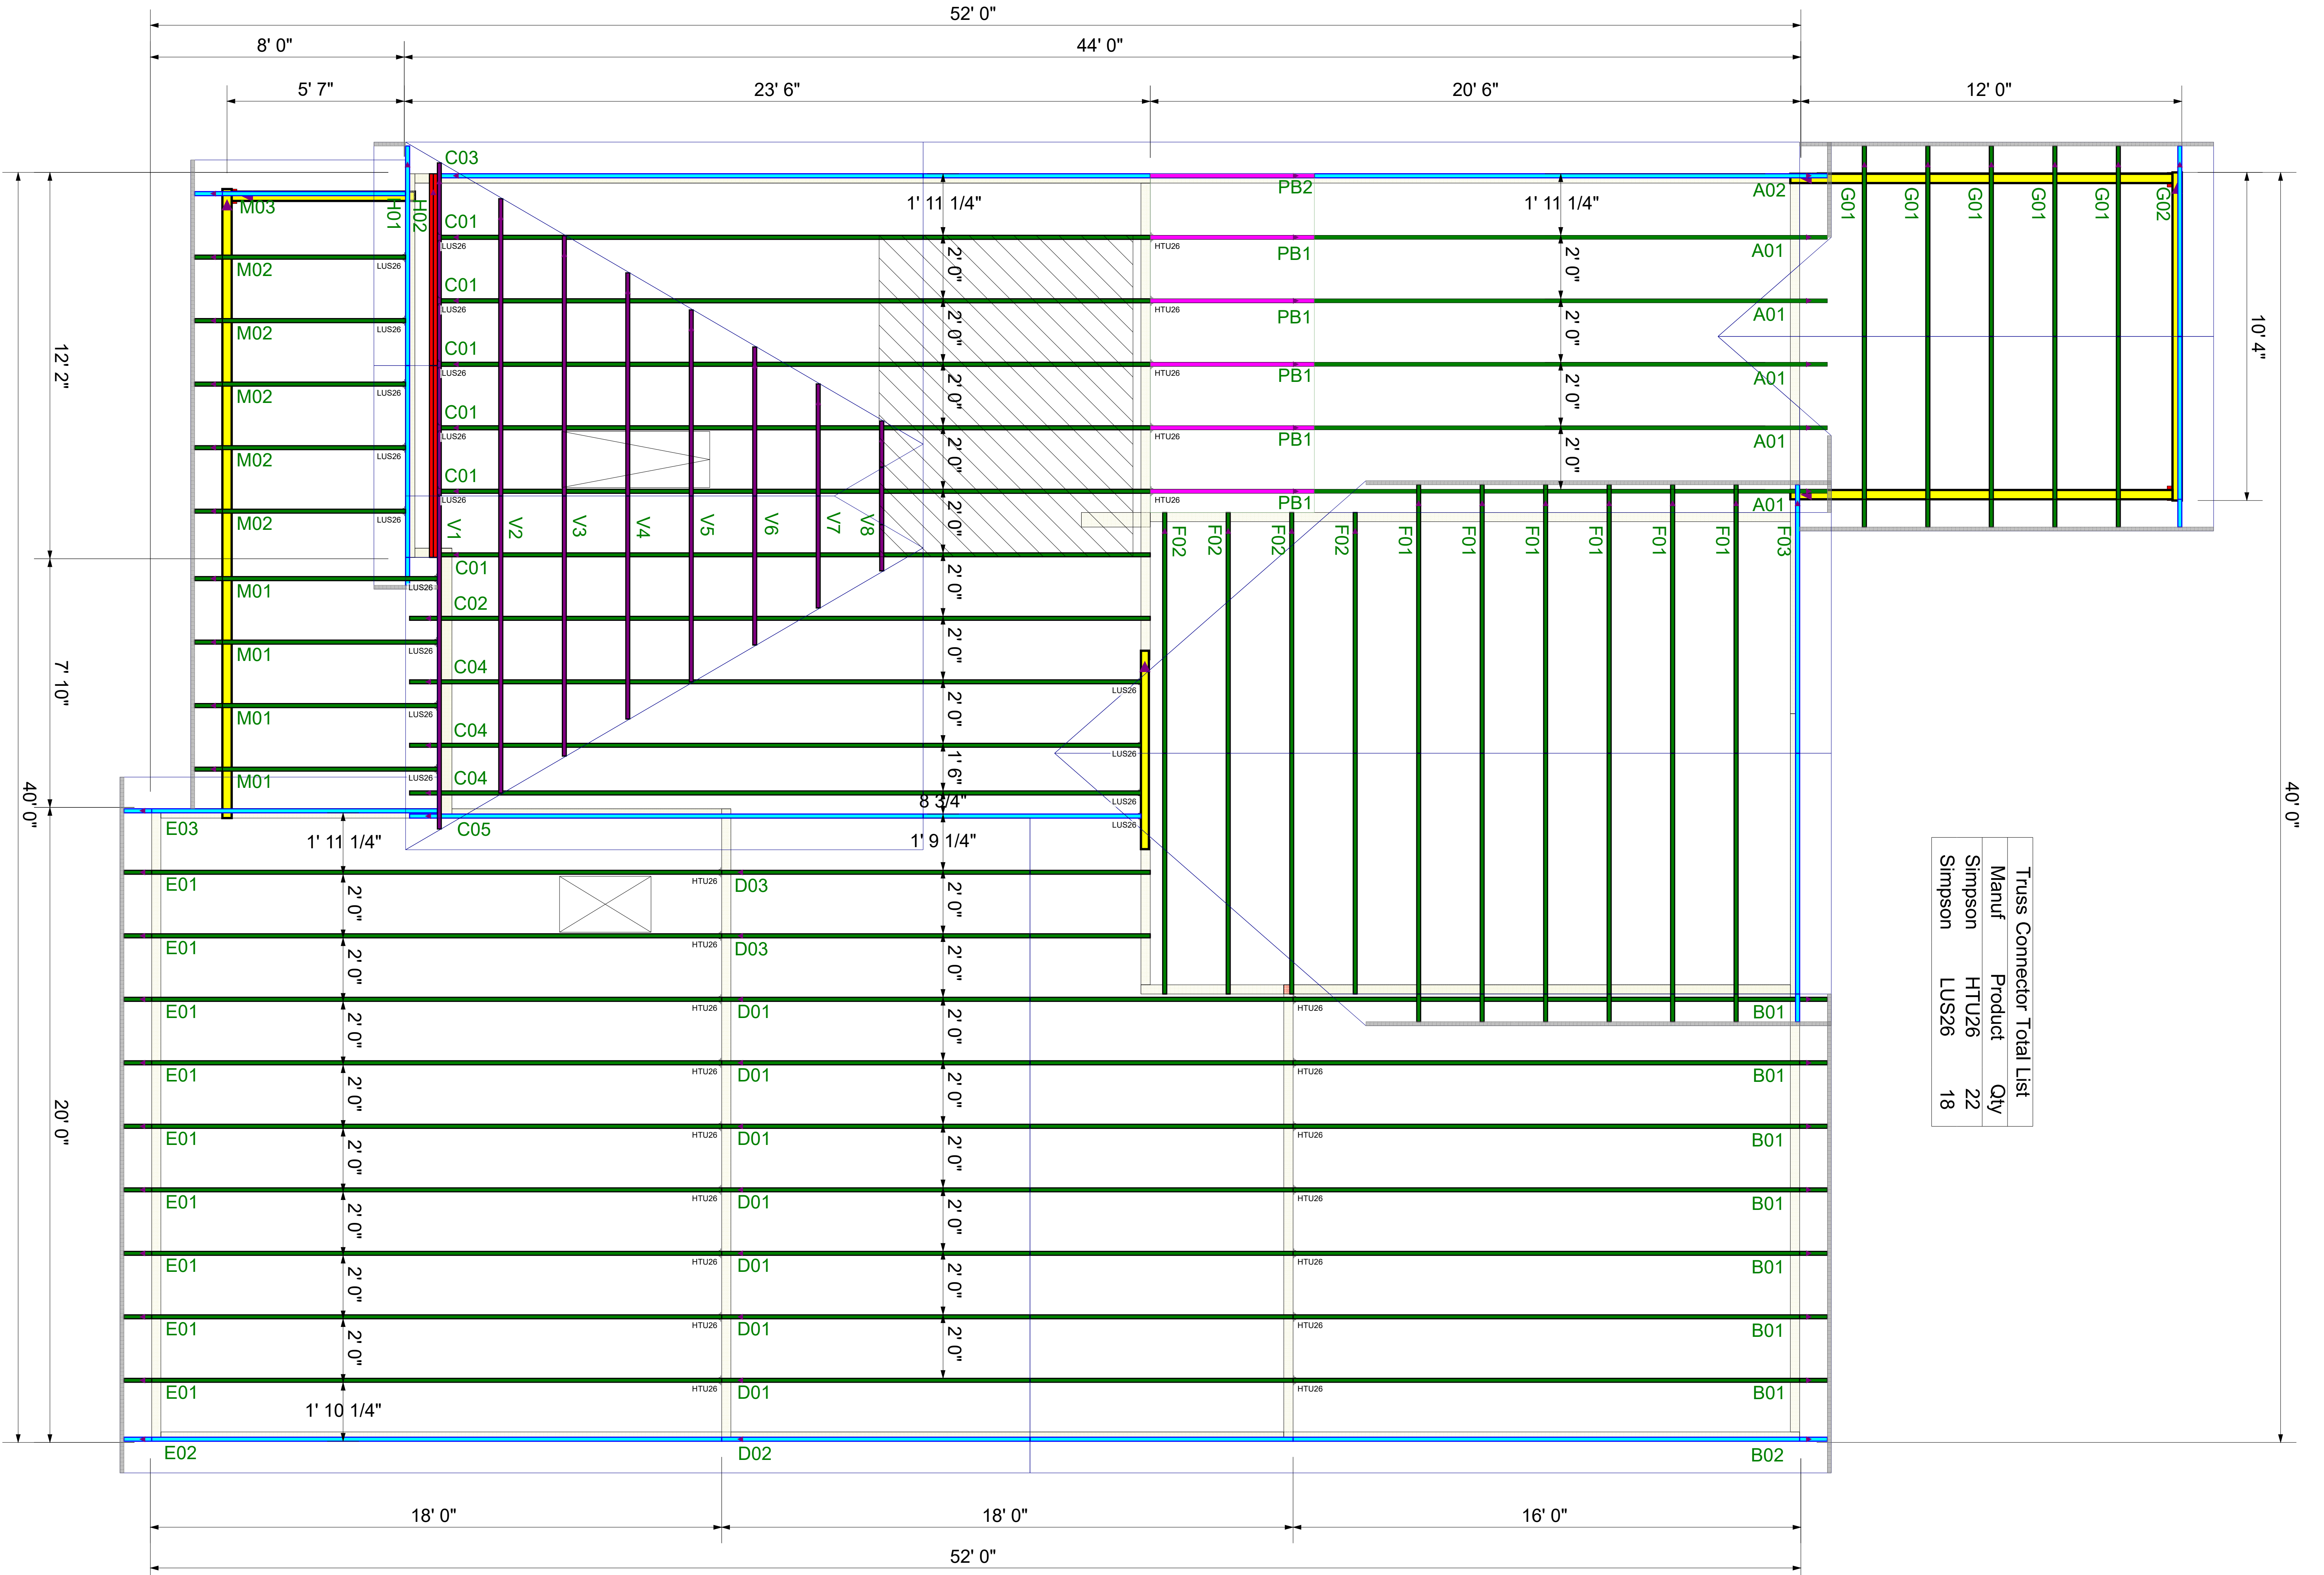 52' 0"
8' 0"
44' 0"
5' 7"
23' 6"
20' 6"
12' 0"
C03
PB2
A02
M03
H01
H02
G01
G01
G01
G01
G01
G02
1' 11 1/4"
1' 11 1/4"
C01
LUS26
HTU26
PB1
A01
M02
LUS26
2' 0"
2' 0"
C01
LUS26
HTU26
PB1
A01
M02
LUS26
2' 0"
2' 0"
10' 4"
12' 2"
C01
LUS26
HTU26
PB1
A01
M02
LUS26
2' 0"
2' 0"
C01
LUS26
HTU26
PB1
A01
M02
LUS26
2' 0"
2' 0"
C01
LUS26
HTU26
PB1
A01
M02
LUS26
2' 0"
V1
V2
V3
V4
V5
V6
V7
V8
F02
F02
F02
F02
F01
F01
F01
F01
F01
F01
F03
C01
M01
LUS26
2' 0"
C02
M01
LUS26
2' 0"
7' 10"
C04
LUS26
M01
LUS26
2' 0"
C04
LUS26
M01
LUS26
1' 6"
C04
LUS26
8 3/4"
40' 0"
40' 0"
E03
C05
LUS26
1' 11 1/4"
1' 9 1/4"
E01
HTU26
D03
2' 0"
2' 0"
E01
HTU26
D03
2' 0"
2' 0"
E01
HTU26
D01
HTU26
B01
2' 0"
2' 0"
E01
HTU26
D01
HTU26
B01
2' 0"
2' 0"
20' 0"
E01
HTU26
D01
HTU26
B01
2' 0"
2' 0"
E01
HTU26
D01
HTU26
B01
2' 0"
2' 0"
E01
HTU26
D01
HTU26
B01
2' 0"
2' 0"
E01
HTU26
D01
HTU26
B01
2' 0"
2' 0"
E01
HTU26
D01
HTU26
B01
1' 10 1/4"
E02
D02
B02
18' 0"
18' 0"
16' 0"
52' 0"
Truss Connector Total List
Manuf Product Qty
Simpson HTU26 22
Simpson LUS26 18